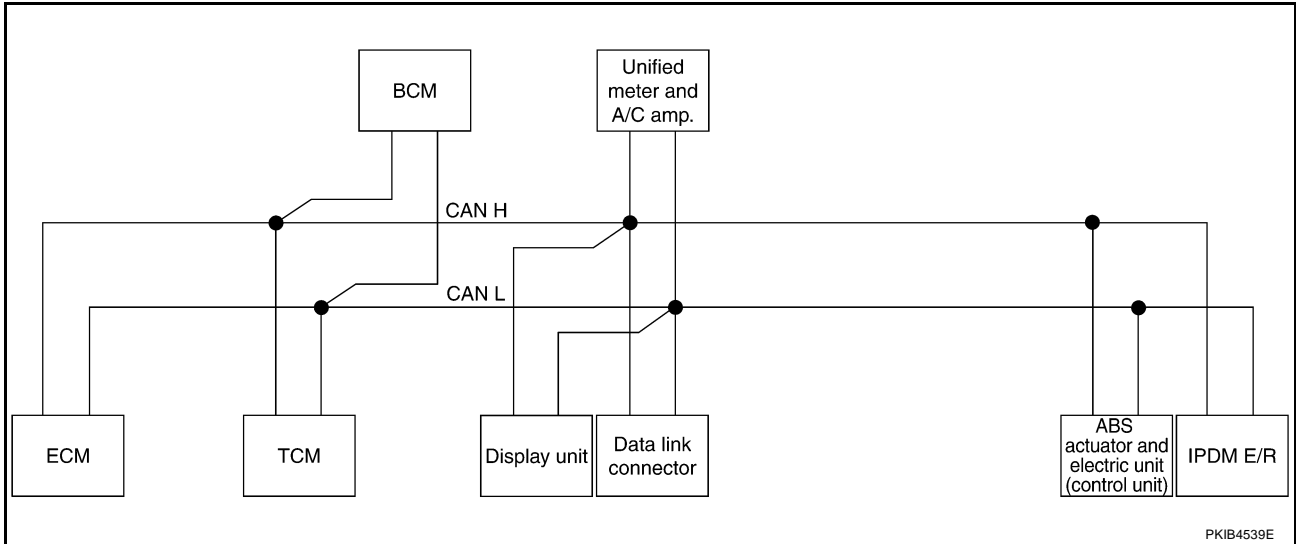 BCM
Unified
meter and
A/C amp.
CAN H
CAN L
ECM
TCM
Display unit
Data link
connector
ABS
actuator and
electric unit
(control unit)
IPDM E/R
PKIB4539E